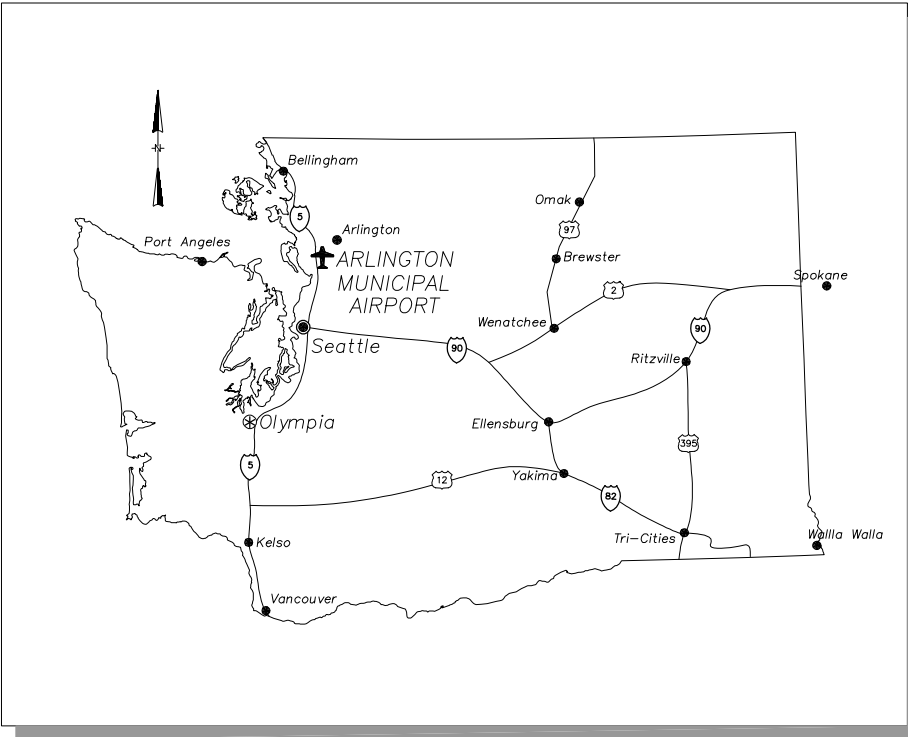 N
Bellingham
Omak
5
Arlington
97
Port Angeles
ARLINGTON
MUNICIPAL
AIRPORT
Brewster
Spokane
2
Wenatchee
90
Seattle
90
Ritzville
Olympia
Ellensburg
395
5
12
Yakima
82
Tri-Cities
Wallla Walla
Kelso
Vancouver